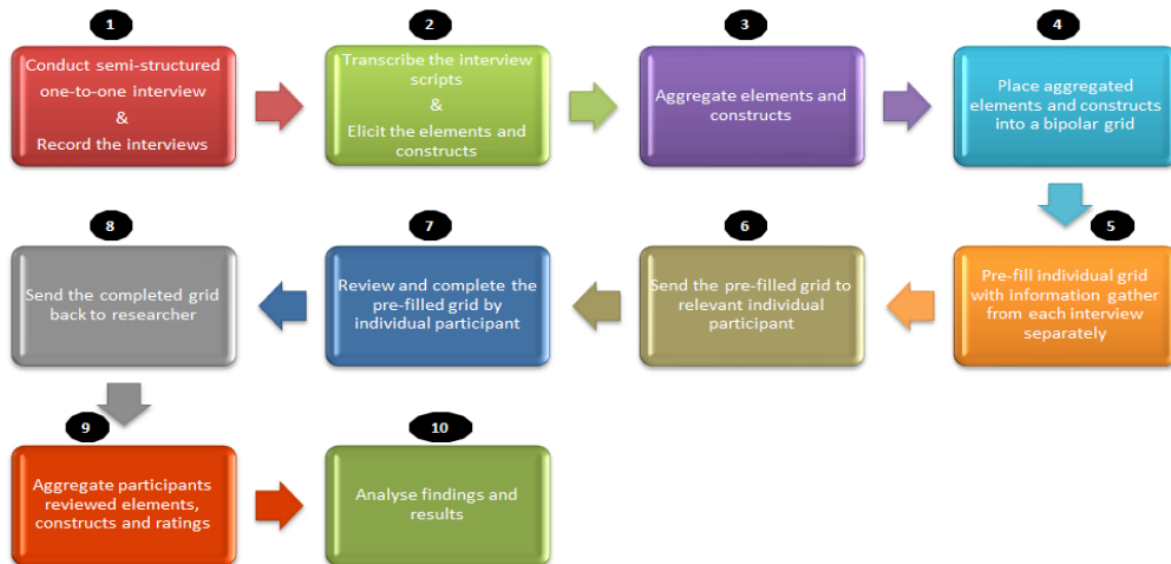 1
Conduct semi-structured
one-to-one interview
&
Record the interviews
2
Transcribe the interview
scripts
&
Elicit the elements and
constructs
3
Aggregate elements and
constructs
4
Place aggregated
elements and constructs
into a bipolar grid
5
Pre-fill individual grid
with information gather
from each interview
separately
6
Send the pre-filled grid to
relevant individual
participant
7
Review and complete the
pre-filled grid by
individual participant
8
Send the completed grid
back to researcher
9
Aggregate participants
reviewed elements,
constructs and ratings
10
Analyse findings and
results